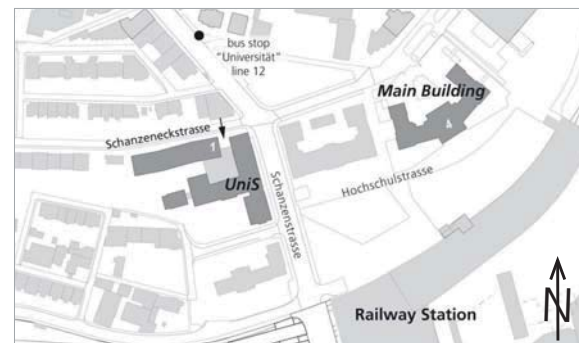 bus stop
"Universität"
line 12
Main Building
4
Schanzeneckstrasse
1
UniS
Schanzenstrasse
Hochschulstrasse
Railway Station
N